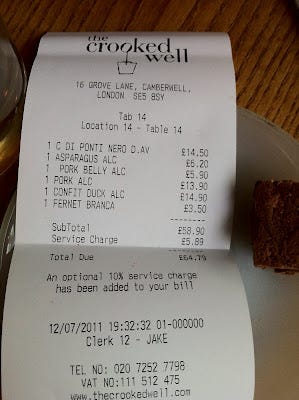 the
crooked
well
16 GROVE LANE, CAMBERWELL,
LONDON SE5 8SY
Tab 14
Location 14 - Table 14
1 C DI PONTI NERO D.AV £14.50
1 ASPARAGUS ALC £6.20
1 PORK BELLY ALC £5.90
1 PORK ALC £13.90
1 CONFIT DUCK ALC £14.90
1 FERNET BRANCA £3.50
--------
SubTotal £58.90
Service Charge £5.89
--------
Total Due £64.79
An optional 10% service charge
has been added to your bill
12/07/2011 19:32:32 01-000000
Clerk 12 - JAKE
TEL NO: 020 7252 7798
VAT NO:111 512 475
www.thecrookedwell.com